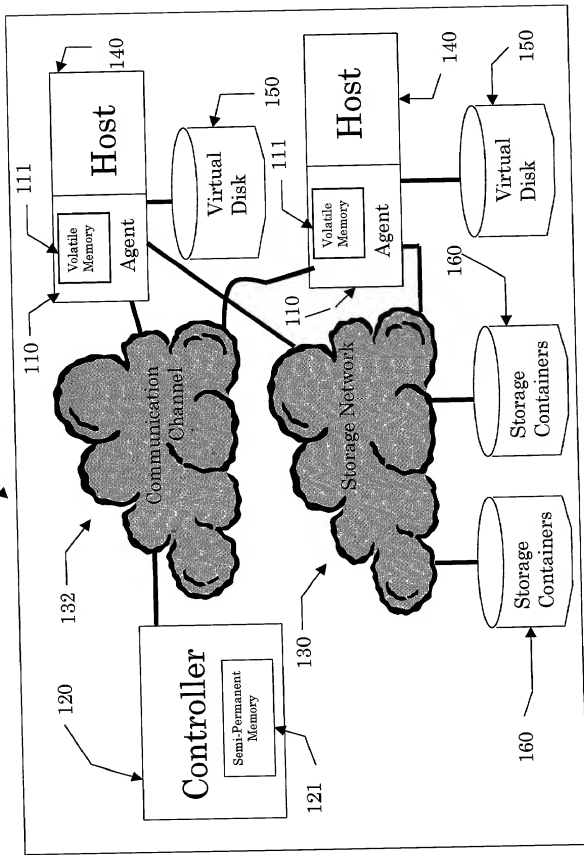 140
Host
111
Volatile
Memory
Agent
110
150
Virtual
Disk
140
Host
111
Volatile
Memory
Agent
110
150
Virtual
Disk
Communication
Channel
132
Storage Network
130
120
Controller
Semi-Permanent
Memory
121
160
Storage
Containers
Storage
Containers
160